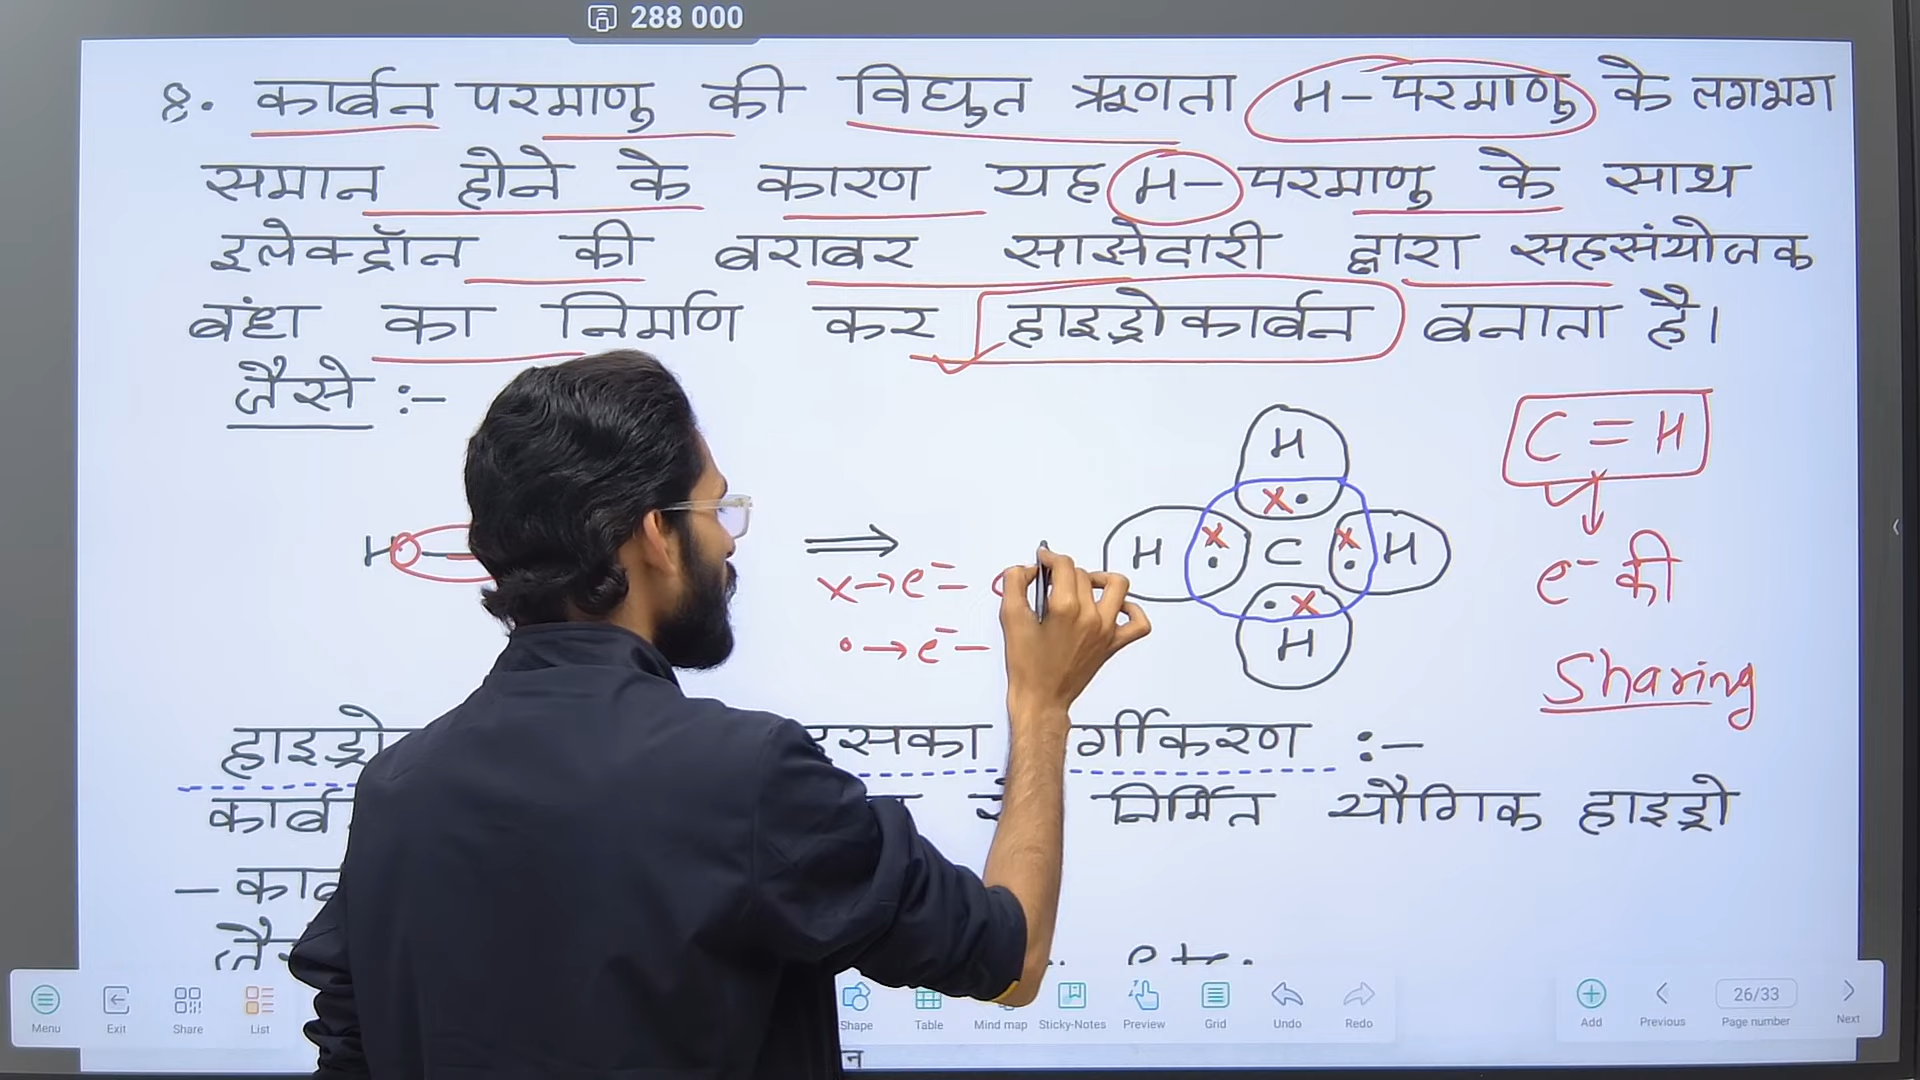 288 000
8. कार्बन परमाणु की विद्युत ऋणता H-परमाणु के लगभग
समान होने के कारण यह H- परमाणु के साथ
इलेक्ट्रॉन की बराबर साझेदारी द्वारा सहसंयोजक
बंध का निर्माण कर हाइड्रोकार्बन बनाता है।
जैसे :-
H
C = H
H x • x • C x • H
• x H
H
x → e⁻ -
• → e⁻ -
e⁻ की
Sharing
इसका :-
से निर्मित यौगिक हाइड्रो
-
etc.
Menu Exit Share List Shape Table Mind map Sticky-Notes Preview Grid Undo Redo Add Previous 26/33 Page number Next